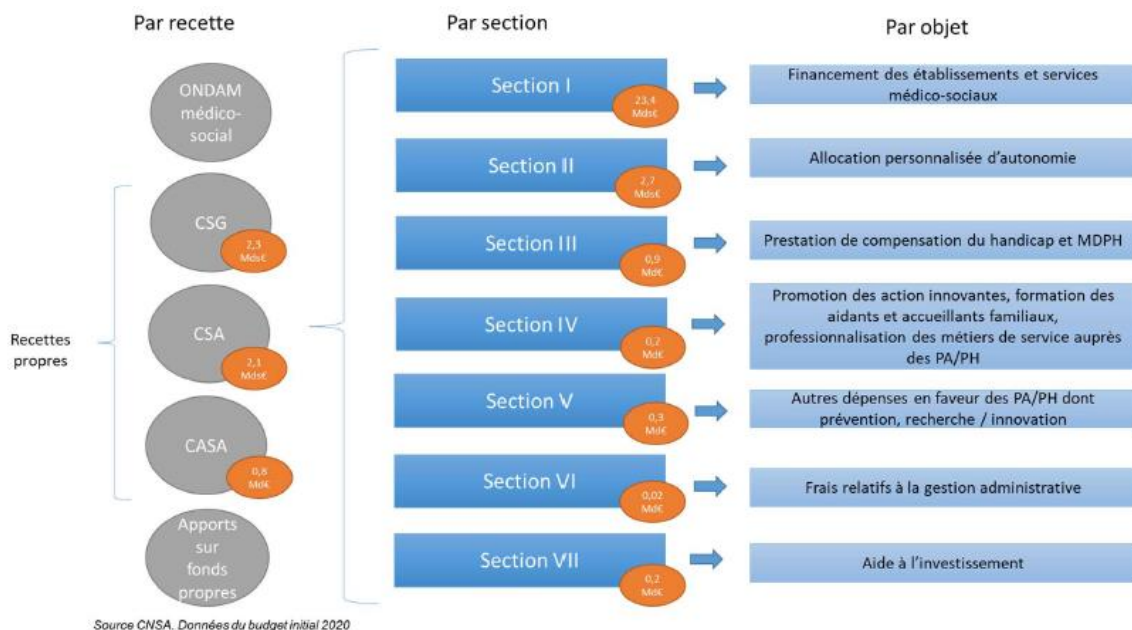 Par recette
Par section
Par objet
ONDAM
médico-
social
Recettes
propres
CSG
2,3
Mds€
CSA
2,1
Mds€
CASA
0,8
Md€
Apports
sur
fonds
propres
Section I
23,4
Mds€
Financement des établissements et services
médico-sociaux
Section II
2,7
Mds€
Allocation personnalisée d'autonomie
Section III
0,9
Md€
Prestation de compensation du handicap et MDPH
Section IV
0,2
Md€
Promotion des action innovantes, formation des
aidants et accueillants familiaux,
professionnalisation des métiers de service auprès
des PA/PH
Section V
0,3
Md€
Autres dépenses en faveur des PA/PH dont
prévention, recherche / innovation
Section VI
0,02
Md€
Frais relatifs à la gestion administrative
Section VII
0,2
Md€
Aide à l'investissement
Source CNSA. Données du budget initial 2020